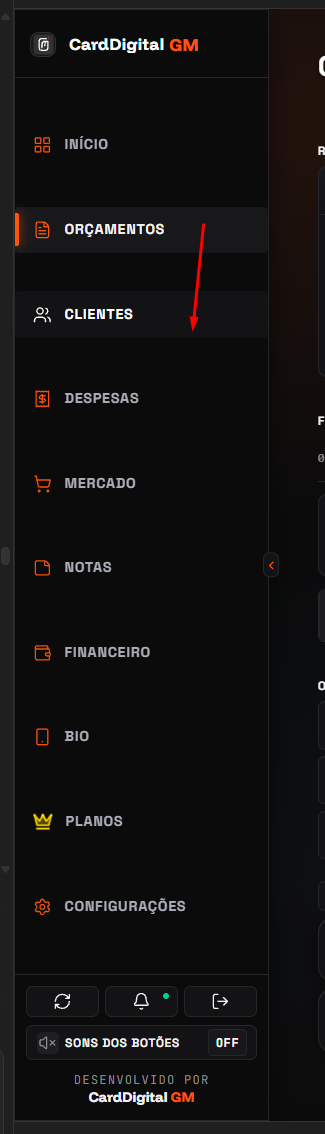 CardDigital GM
INÍCIO
ORÇAMENTOS
CLIENTES
DESPESAS
MERCADO
NOTAS
FINANCEIRO
BIO
PLANOS
CONFIGURAÇÕES
SONS DOS BOTÕES OFF
DESENVOLVIDO POR
CardDigital GM